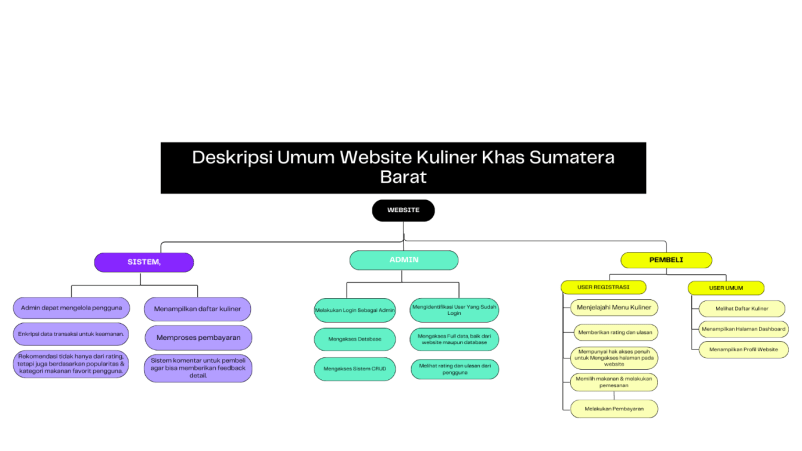 Deskripsi Umum Website Kuliner Khas Sumatera
Barat
WEBSITE
SISTEM,
Admin dapat mengelola pengguna
Enkripsi data transaksi untuk keamanan.
Rekomendasi tidak hanya dari rating,
tetapi juga berdasarkan popularitas &
kategori makanan favorit pengguna.
Menampilkan daftar kuliner
Memproses pembayaran
Sistem komentar untuk pembeli
agar bisa memberikan feedback
detail.
ADMIN
Melakukan Login Sebagai Admin
Mengakses Database
Mengakses Sistem CRUD
Mengidentifikasi User Yang Sudah
Login
Mengakses Full data, baik dari
website maupun database
Melihat rating dan ulasan dari
pengguna
PEMBELI
USER REGISTRASI
Menjelajahi Menu Kuliner
Memberikan rating dan ulasan
Mempunyai hak akses penuh
untuk Mengakses halaman pada
website
Memilih makanan & melakukan
pemesanan
Melakukan Pembayaran
USER UMUM
Melihat Daftar Kuliner
Menampilkan Halaman Dashboard
Menampilkan Profil Website